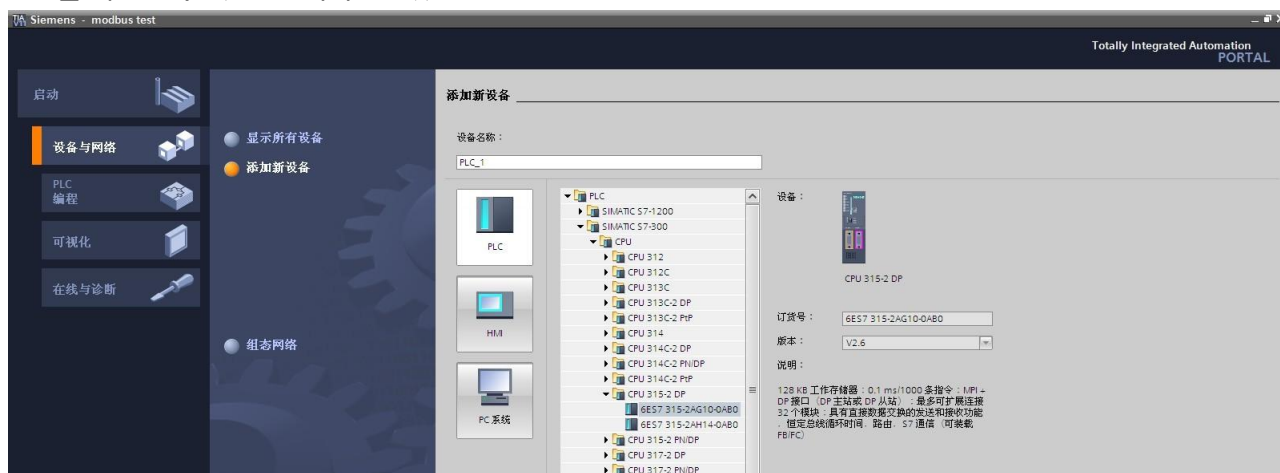 Siemens - modbus test
Totally Integrated Automation
PORTAL
启动
设备与网络
PLC
编程
可视化
在线与诊断
显示所有设备
添加新设备
组态网络
添加新设备
设备名称：
PLC_1
PLC
HMI
PC 系统
PLC
SIMATIC S7-1200
SIMATIC S7-300
CPU
CPU 312
CPU 312C
CPU 313C
CPU 313C-2 DP
CPU 313C-2 PtP
CPU 314
CPU 314C-2 DP
CPU 314C-2 PN/DP
CPU 314C-2 PtP
CPU 315-2 DP
6ES7 315-2AG10-0AB0
6ES7 315-2AH14-0AB0
CPU 315-2 PN/DP
CPU 317-2 DP
CPU 317-2 PN/DP
设备：
CPU 315-2 DP
订货号：
6ES7 315-2AG10-0AB0
版本：
V2.6
说明：
128 KB 工作存储器；0.1 ms/1000 条指令；MPI +
DP 接口（DP 主站或 DP 从站）；最多可扩展连接
32 个模块；具有直接数据交换的发送和接收功能
，恒定总线循环时间，路由，S7 通信（可装载
FB/FC）